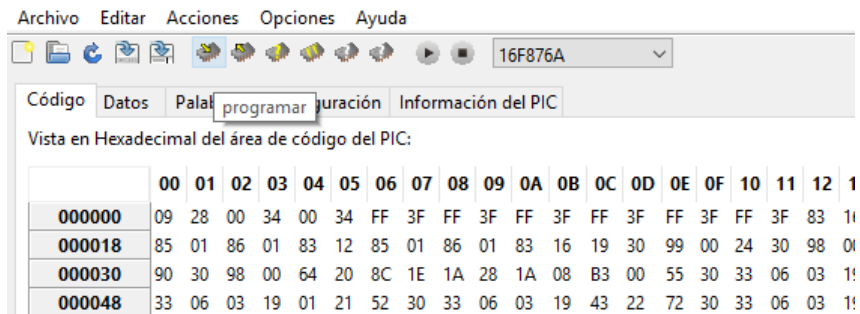 Archivo Editar Acciones Opciones Ayuda
16F876A
Código Datos programar Información del PIC
Vista en Hexadecimal del área de código del PIC:
00 01 02 03 04 05 06 07 08 09 0A 0B 0C 0D 0E 0F 10 11 12
000000 09 28 00 34 00 34 FF 3F FF 3F FF 3F FF 3F FF 3F FF 3F 83
000018 85 01 86 01 83 12 85 01 86 01 83 16 19 30 99 00 24 30 98
000030 90 30 98 00 64 20 8C 1E 1A 28 1A 08 B3 00 55 30 33 06 03
000048 33 06 03 19 01 21 52 30 33 06 03 19 43 22 72 30 33 06 03